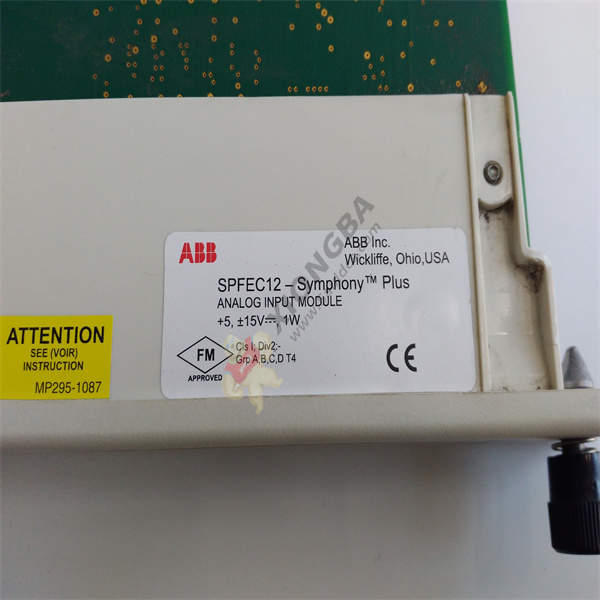 ABB
ABB Inc.
Wickliffe, Ohio,USA
SPFEC12 – Symphony™ Plus
ANALOG INPUT MODULE
+5, ±15V⎓ 1W
FM
APPROVED
Cls I; Div2;-
Grp A,B,C,D T4
CE
ATTENTION
SEE (VOIR)
INSTRUCTION
MP295-1087
XIONGBA